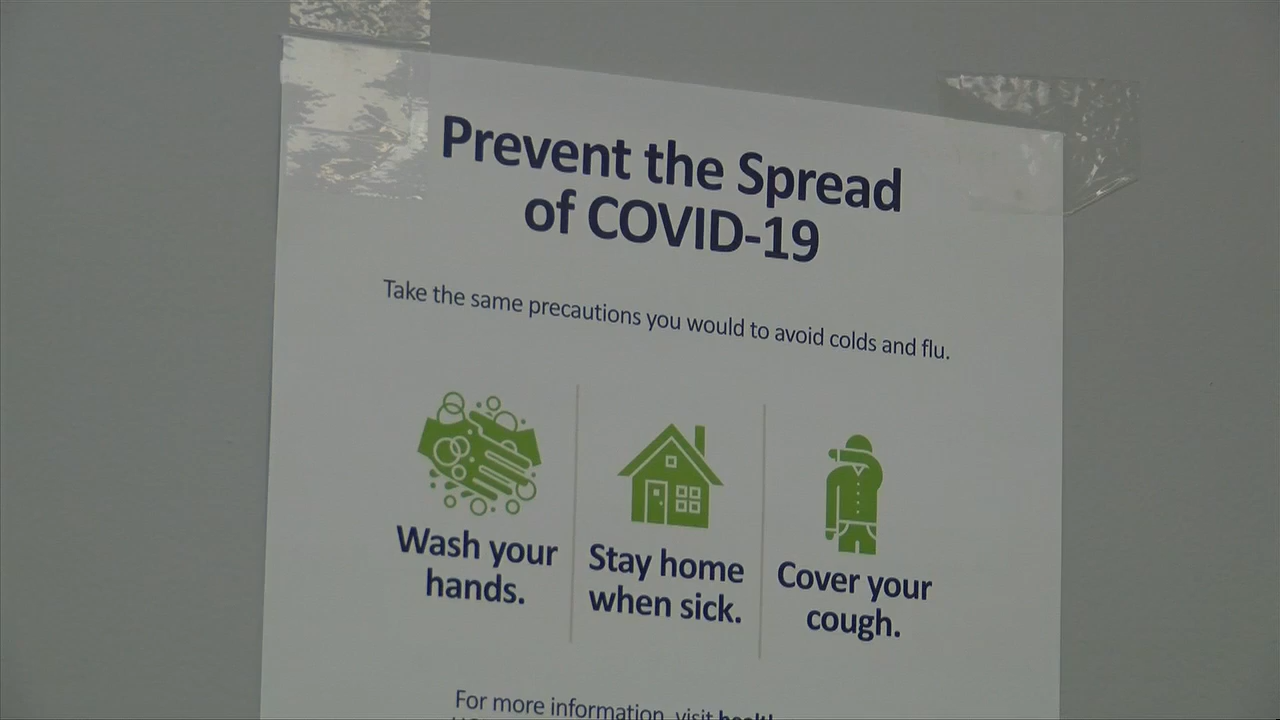 Prevent the Spread
of COVID-19
Take the same precautions you would to avoid colds and flu.
Wash your
hands.
Stay home
when sick.
Cover your
cough.
For more information, visit